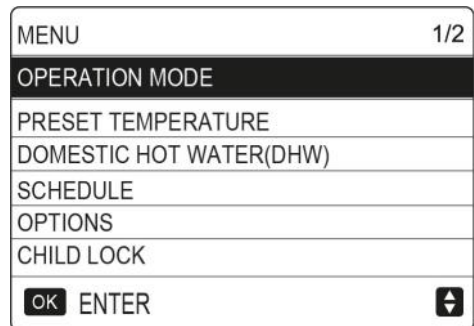 MENU 1/2
OPERATION MODE
PRESET TEMPERATURE
DOMESTIC HOT WATER(DHW)
SCHEDULE
OPTIONS
CHILD LOCK
OK ENTER